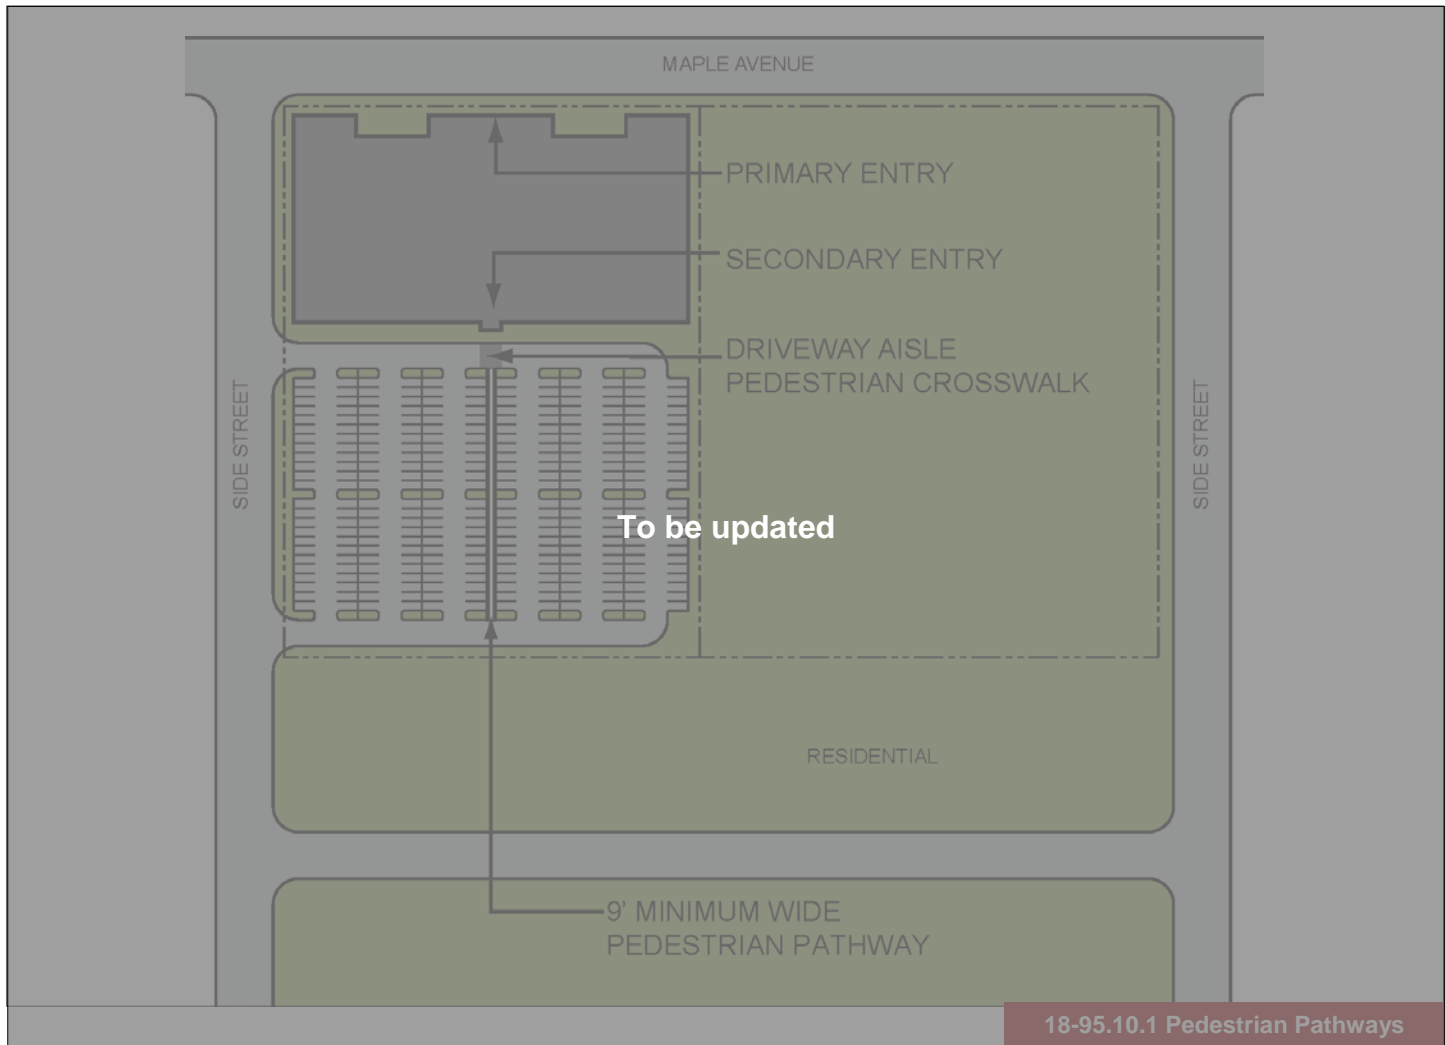 MAPLE AVENUE
PRIMARY ENTRY
SECONDARY ENTRY
DRIVEWAY AISLE
PEDESTRIAN CROSSWALK
SIDE STREET
SIDE STREET
To be updated
RESIDENTIAL
9' MINIMUM WIDE
PEDESTRIAN PATHWAY
18-95.10.1 Pedestrian Pathways